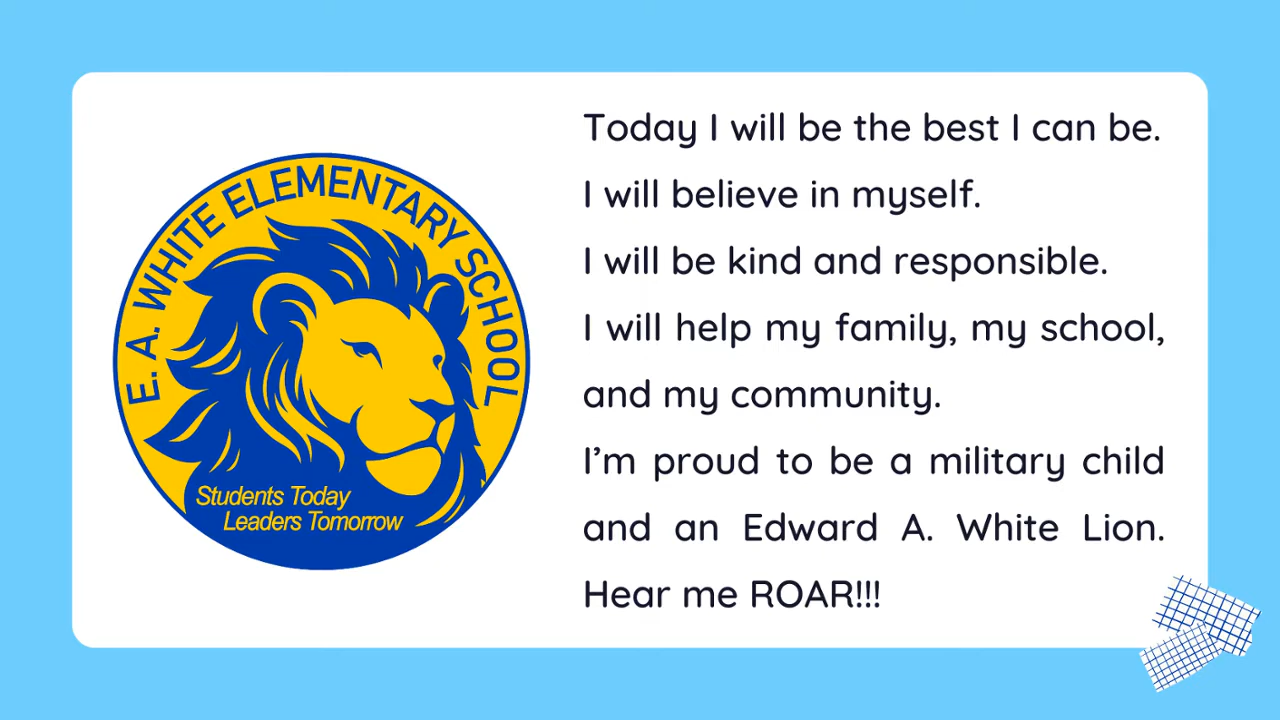 E. A. WHITE ELEMENTARY SCHOOL
Students Today
Leaders Tomorrow
Today I will be the best I can be.
I will believe in myself.
I will be kind and responsible.
I will help my family, my school,
and my community.
I’m proud to be a military child
and an Edward A. White Lion.
Hear me ROAR!!!